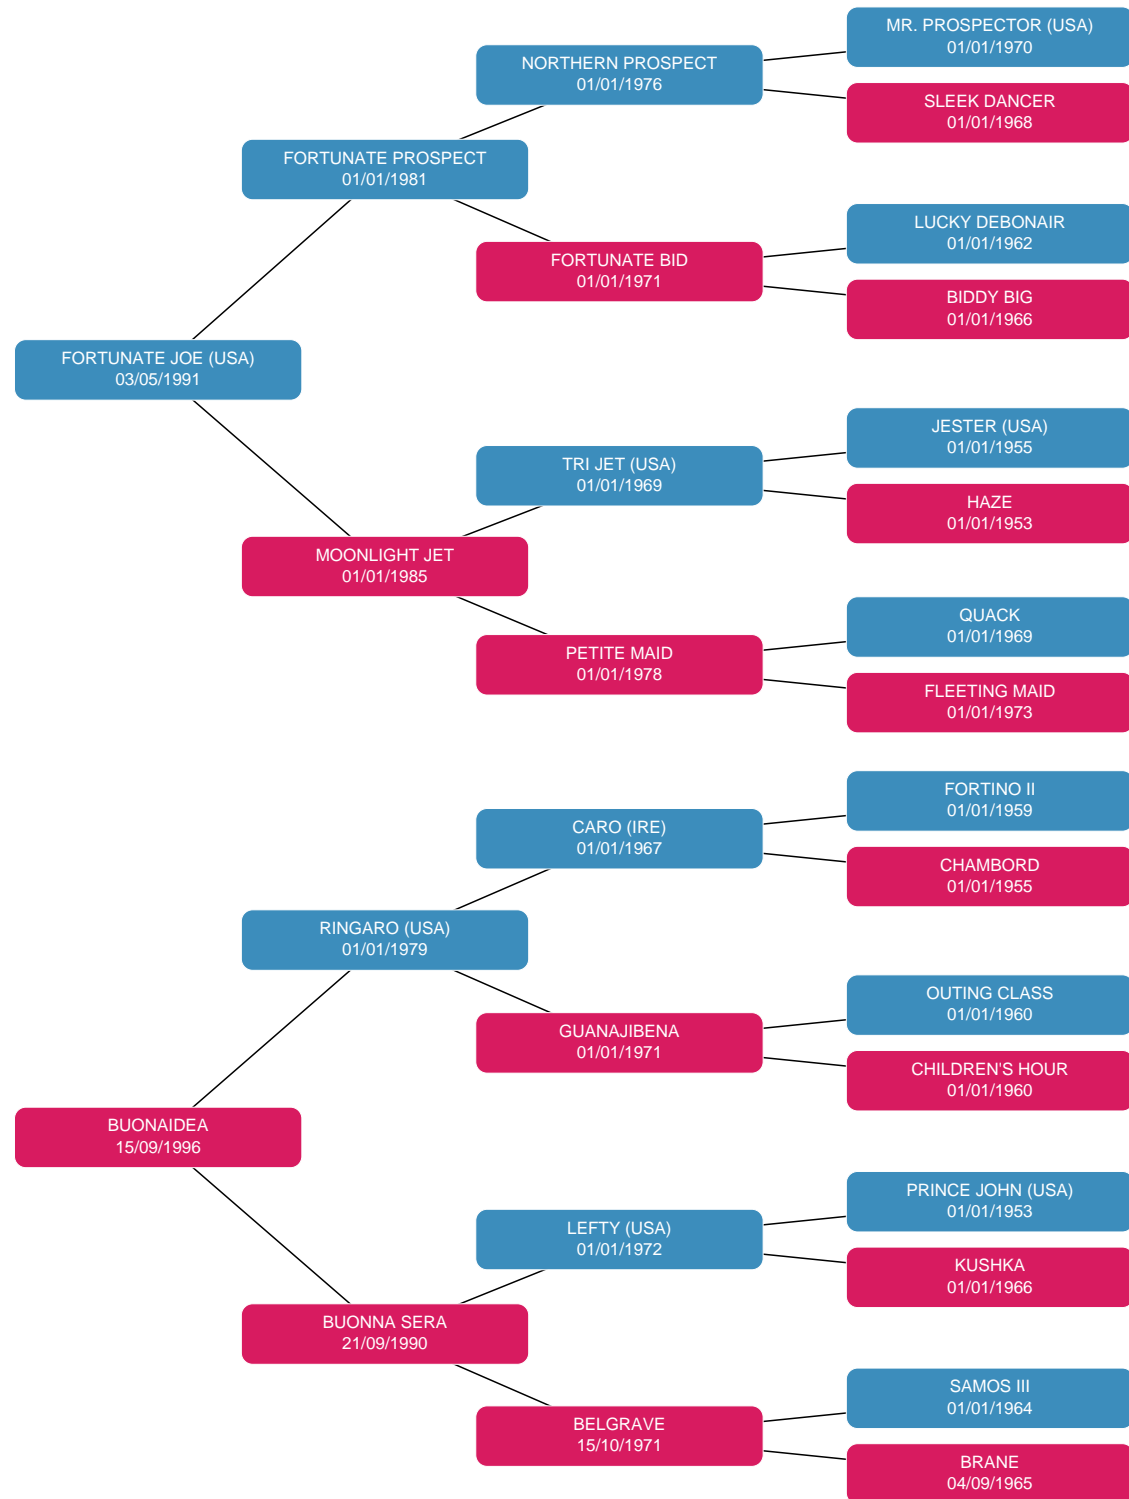 MR. PROSPECTOR (USA)
01/01/1970
NORTHERN PROSPECT
01/01/1976
SLEEK DANCER
01/01/1968
FORTUNATE PROSPECT
01/01/1981
LUCKY DEBONAIR
01/01/1962
FORTUNATE BID
01/01/1971
BIDDY BIG
01/01/1966
FORTUNATE JOE (USA)
03/05/1991
JESTER (USA)
01/01/1955
TRI JET (USA)
01/01/1969
HAZE
01/01/1953
MOONLIGHT JET
01/01/1985
QUACK
01/01/1969
PETITE MAID
01/01/1978
FLEETING MAID
01/01/1973
FORTINO II
01/01/1959
CARO (IRE)
01/01/1967
CHAMBORD
01/01/1955
RINGARO (USA)
01/01/1979
OUTING CLASS
01/01/1960
GUANAJIBENA
01/01/1971
CHILDREN'S HOUR
01/01/1960
BUONAIDEA
15/09/1996
PRINCE JOHN (USA)
01/01/1953
LEFTY (USA)
01/01/1972
KUSHKA
01/01/1966
BUONNA SERA
21/09/1990
SAMOS III
01/01/1964
BELGRAVE
15/10/1971
BRANE
04/09/1965